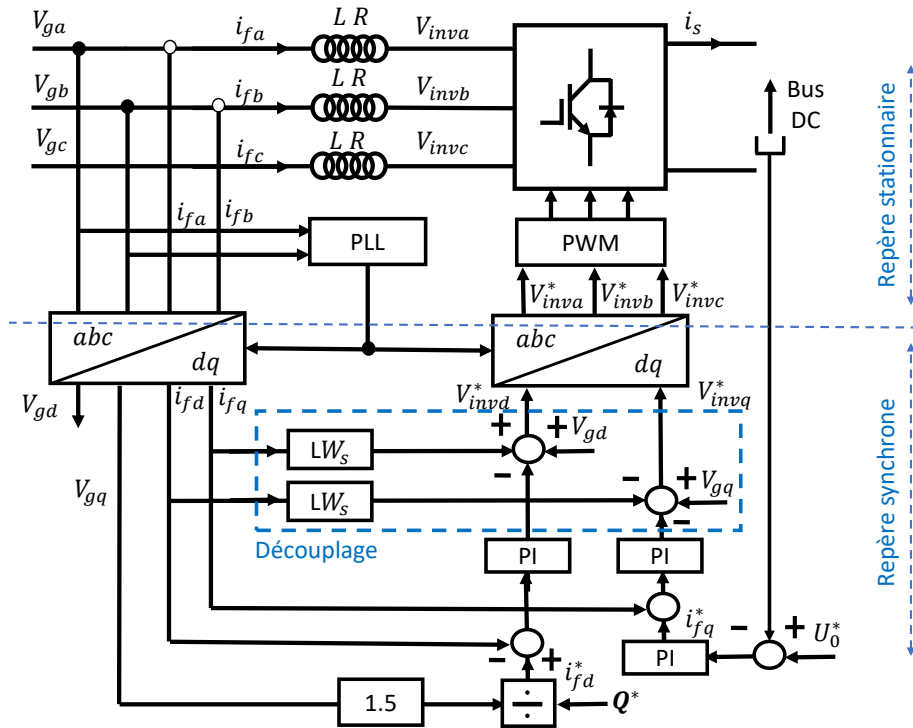 V_ga i_fa L R V_inva i_s
V_gb i_fb L R V_invb
Bus
DC
V_gc i_fc L R V_invc
Repère stationnaire
i_fa i_fb
PLL
PWM
V*_inva V*_invb V*_invc
abc
dq
abc
dq
V_gd i_fd i_fq
V*_invd V*_invq
+ + V_gd
LW_s
−
V_gq
LW_s
− + V_gq
−
Découplage
PI
PI
Repère synchrone
i*_fq
− + U*_0
PI
− + i*_fd
1.5
÷
Q*